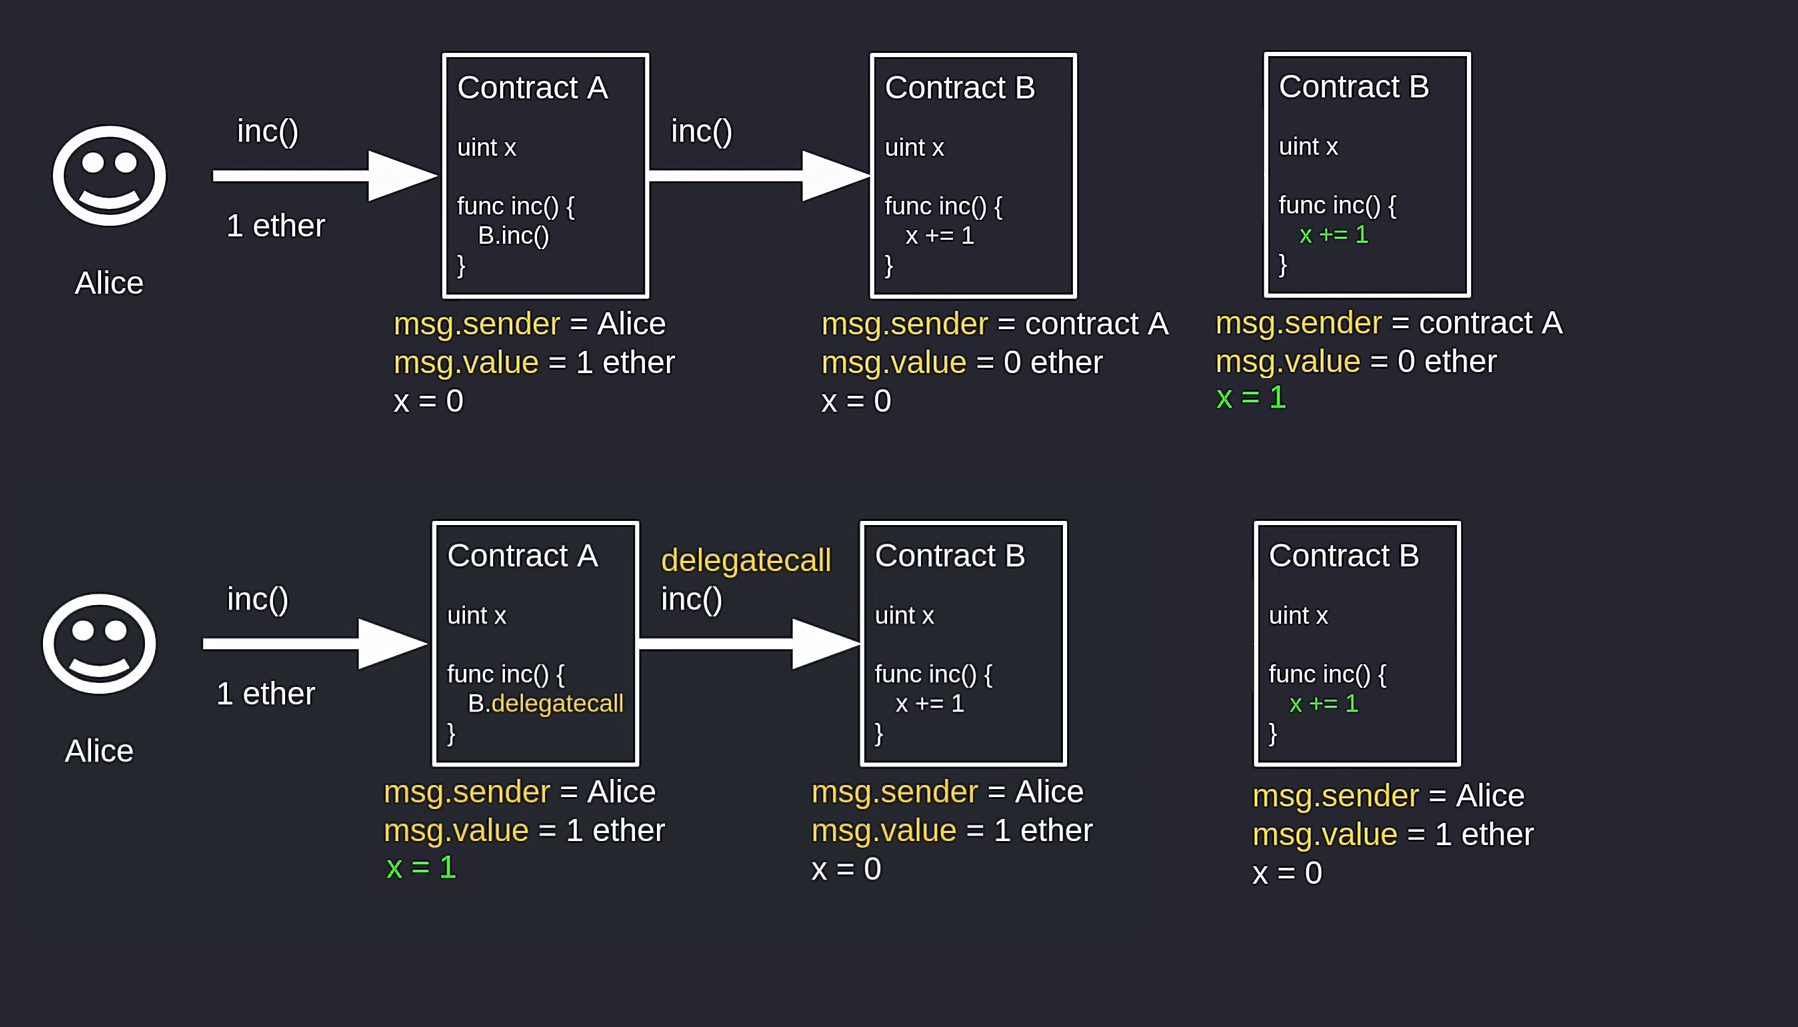 inc()
1 ether
Alice
Contract A
uint x
func inc() {
B.inc()
}
msg.sender = Alice
msg.value = 1 ether
x = 0
inc()
Contract B
uint x
func inc() {
x += 1
}
msg.sender = contract A
msg.value = 0 ether
x = 0
Contract B
uint x
func inc() {
x += 1
}
msg.sender = contract A
msg.value = 0 ether
x = 1
inc()
1 ether
Alice
Contract A
uint x
func inc() {
B.delegatecall
}
msg.sender = Alice
msg.value = 1 ether
x = 1
delegatecall
inc()
Contract B
uint x
func inc() {
x += 1
}
msg.sender = Alice
msg.value = 1 ether
x = 0
Contract B
uint x
func inc() {
x += 1
}
msg.sender = Alice
msg.value = 1 ether
x = 0